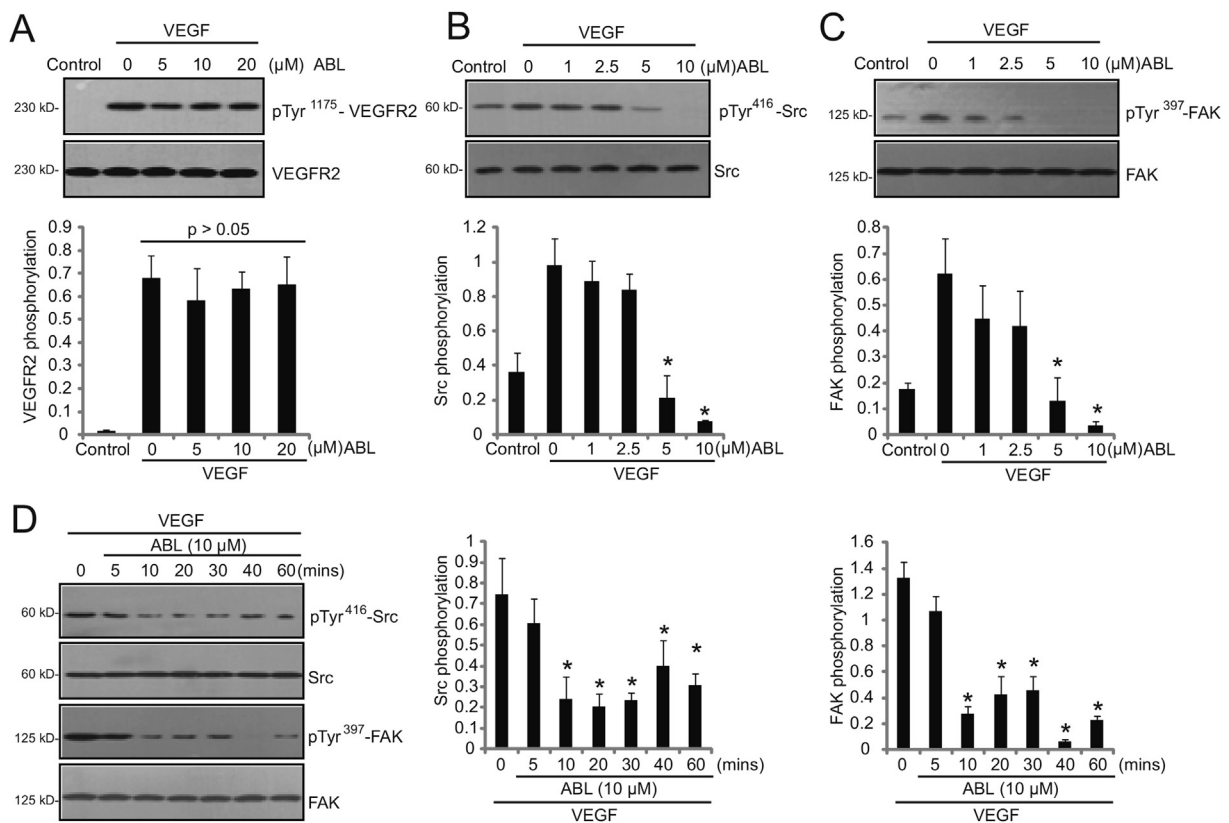 A
VEGF
Control 0 5 10 20 (µM) ABL
230 kD-
pTyr1175- VEGFR2
230 kD-
VEGFR2
VEGFR2 phosphorylation
0.9
0.8
0.7
0.6
0.5
0.4
0.3
0.2
0.1
0
p > 0.05
Control 0 5 10 20 (µM)ABL
VEGF
B
VEGF
Control 0 1 2.5 5 10 (µM)ABL
60 kD-
pTyr416-Src
60 kD-
Src
Src phosphorylation
1.2
1
0.8
0.6
0.4
0.2
0
* *
Control 0 1 2.5 5 10 (µM)ABL
VEGF
C
VEGF
Control 0 1 2.5 5 10 (µM)ABL
125 kD-
pTyr397-FAK
125 kD-
FAK
FAK phosphorylation
0.8
0.7
0.6
0.5
0.4
0.3
0.2
0.1
0
* *
Control 0 1 2.5 5 10 (µM)ABL
VEGF
D
VEGF
ABL (10 µM)
0 5 10 20 30 40 60 (mins)
60 kD-
pTyr416-Src
60 kD-
Src
125 kD-
pTyr397-FAK
125 kD-
FAK
Src phosphorylation
1
0.9
0.8
0.7
0.6
0.5
0.4
0.3
0.2
0.1
0
* * * * *
0 5 10 20 30 40 60 (mins)
ABL (10 µM)
VEGF
FAK phosphorylation
1.6
1.4
1.2
1
0.8
0.6
0.4
0.2
0
* * * * *
0 5 10 20 30 40 60 (mins)
ABL (10 µM)
VEGF